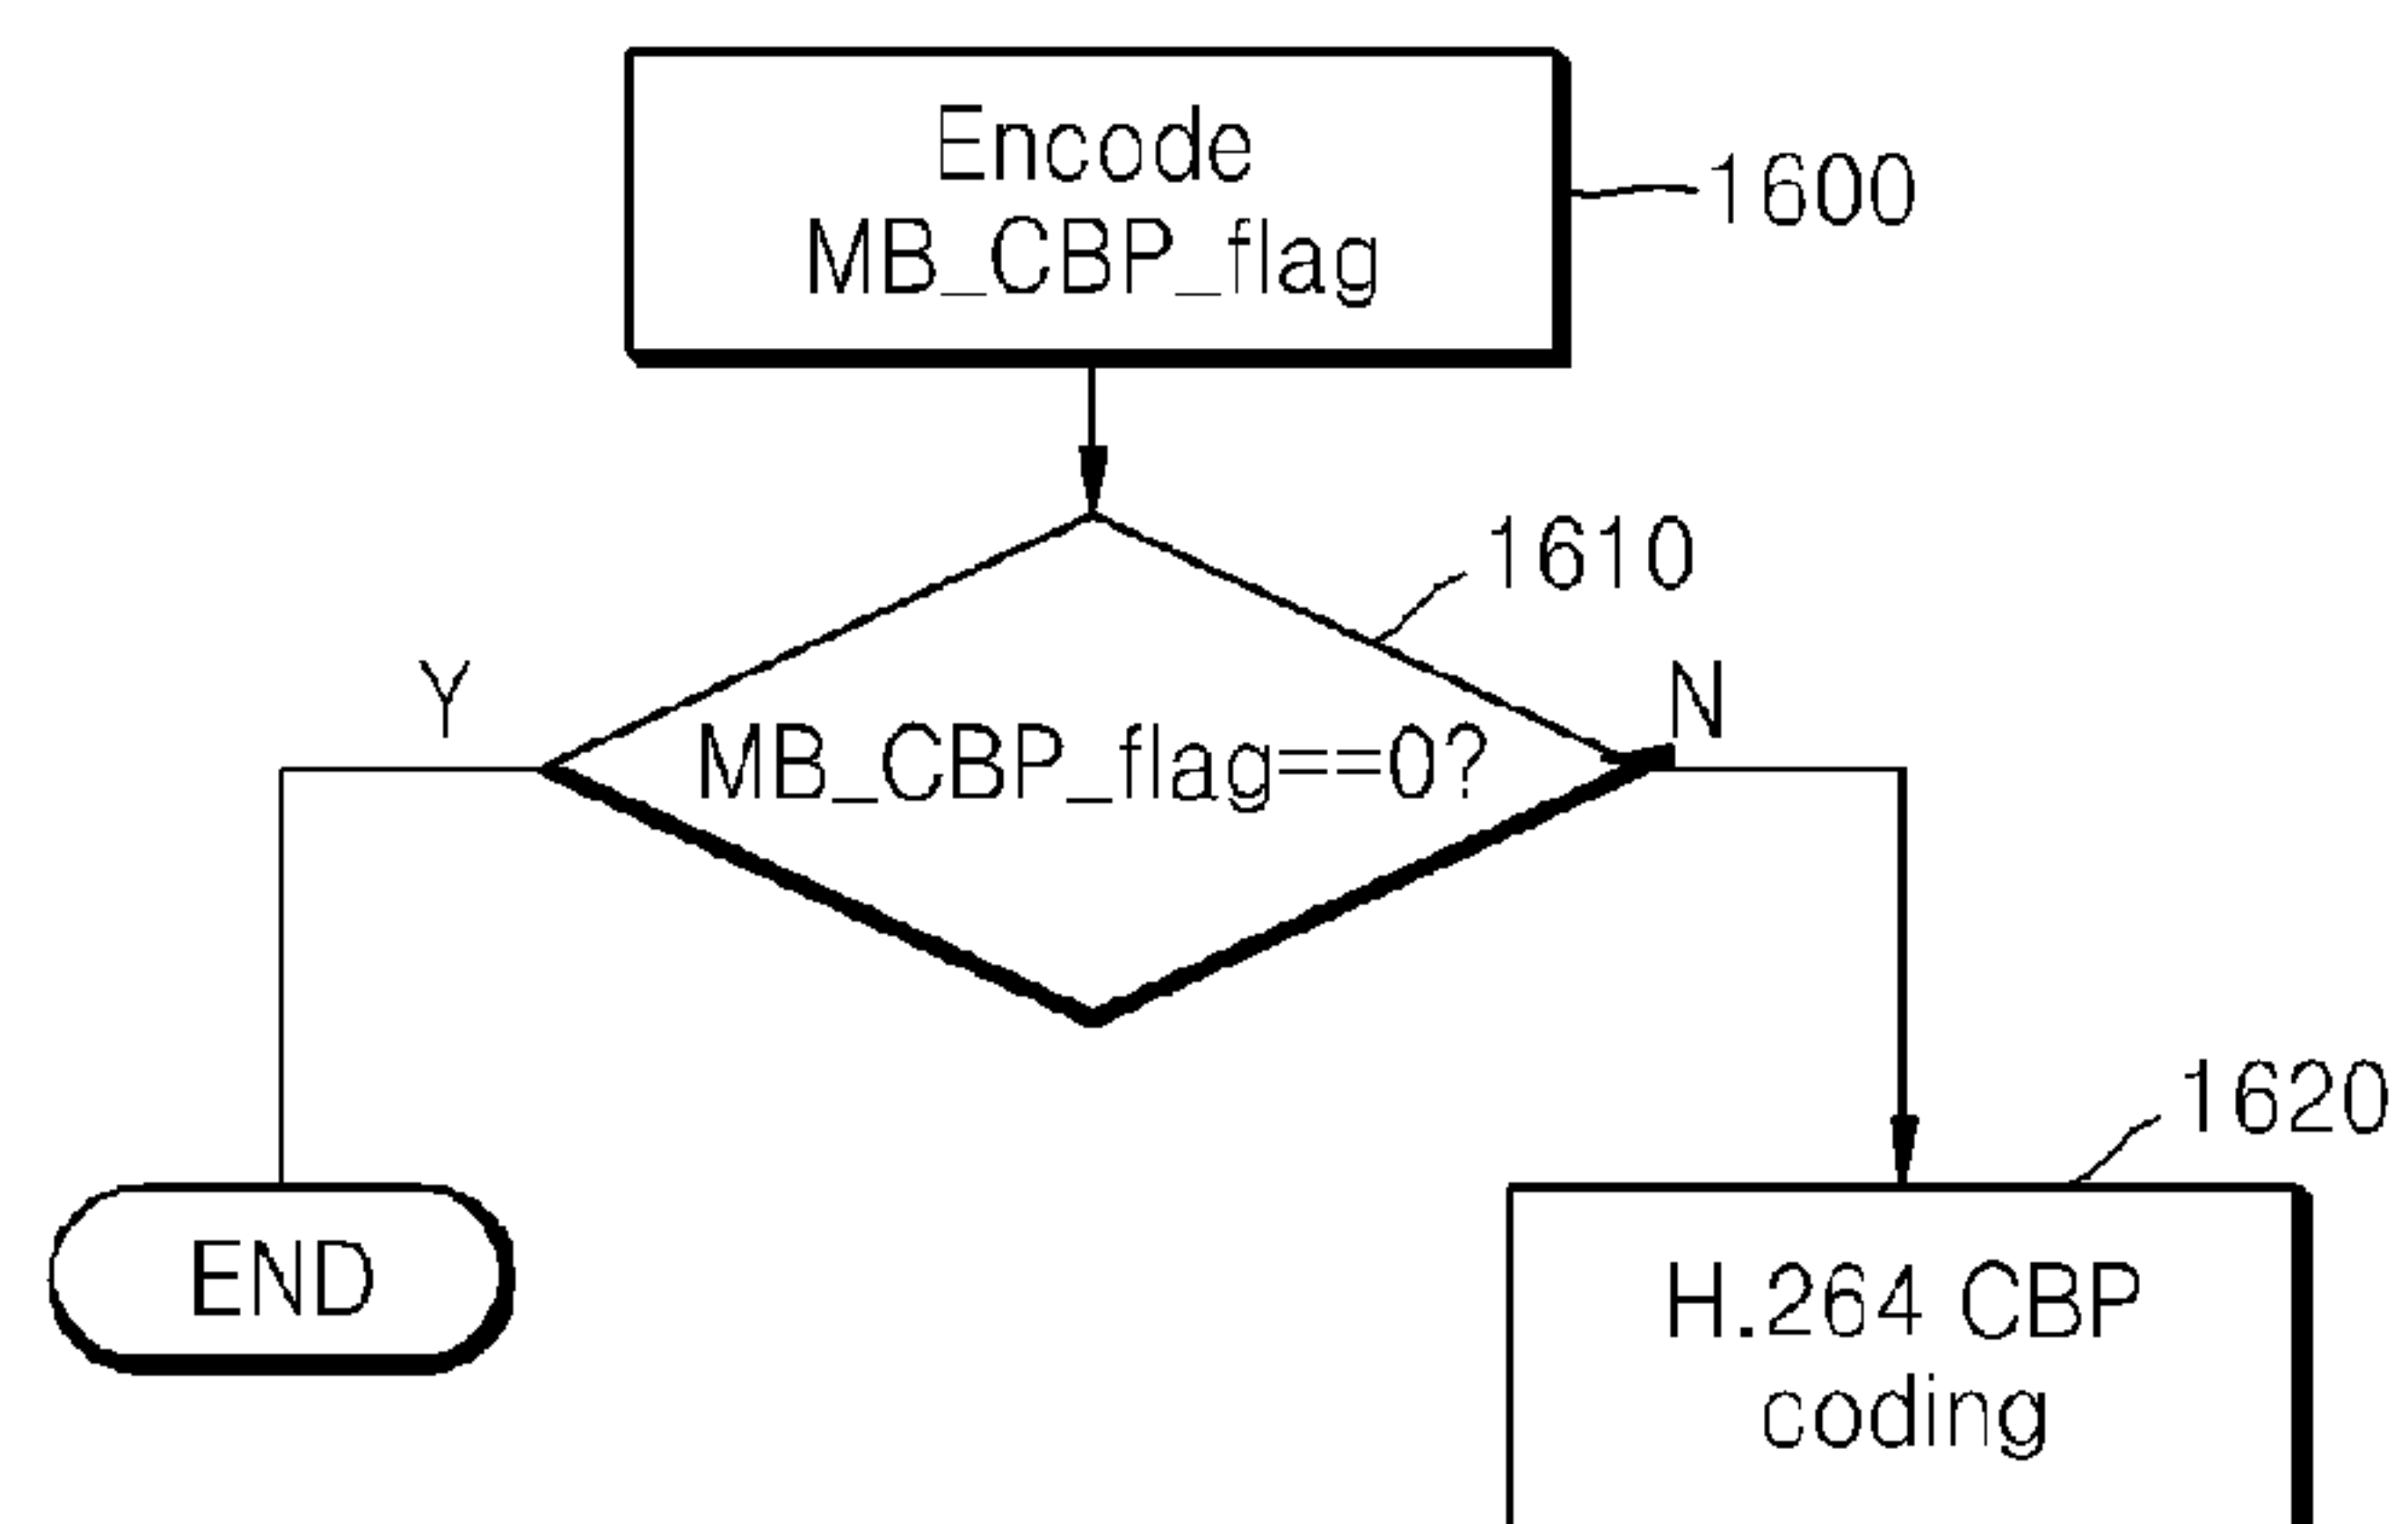 Encode
MB_CBP_flag
1600
1610
Y
N
MB_CBP_flag==0?
1620
END
H.264 CBP
coding